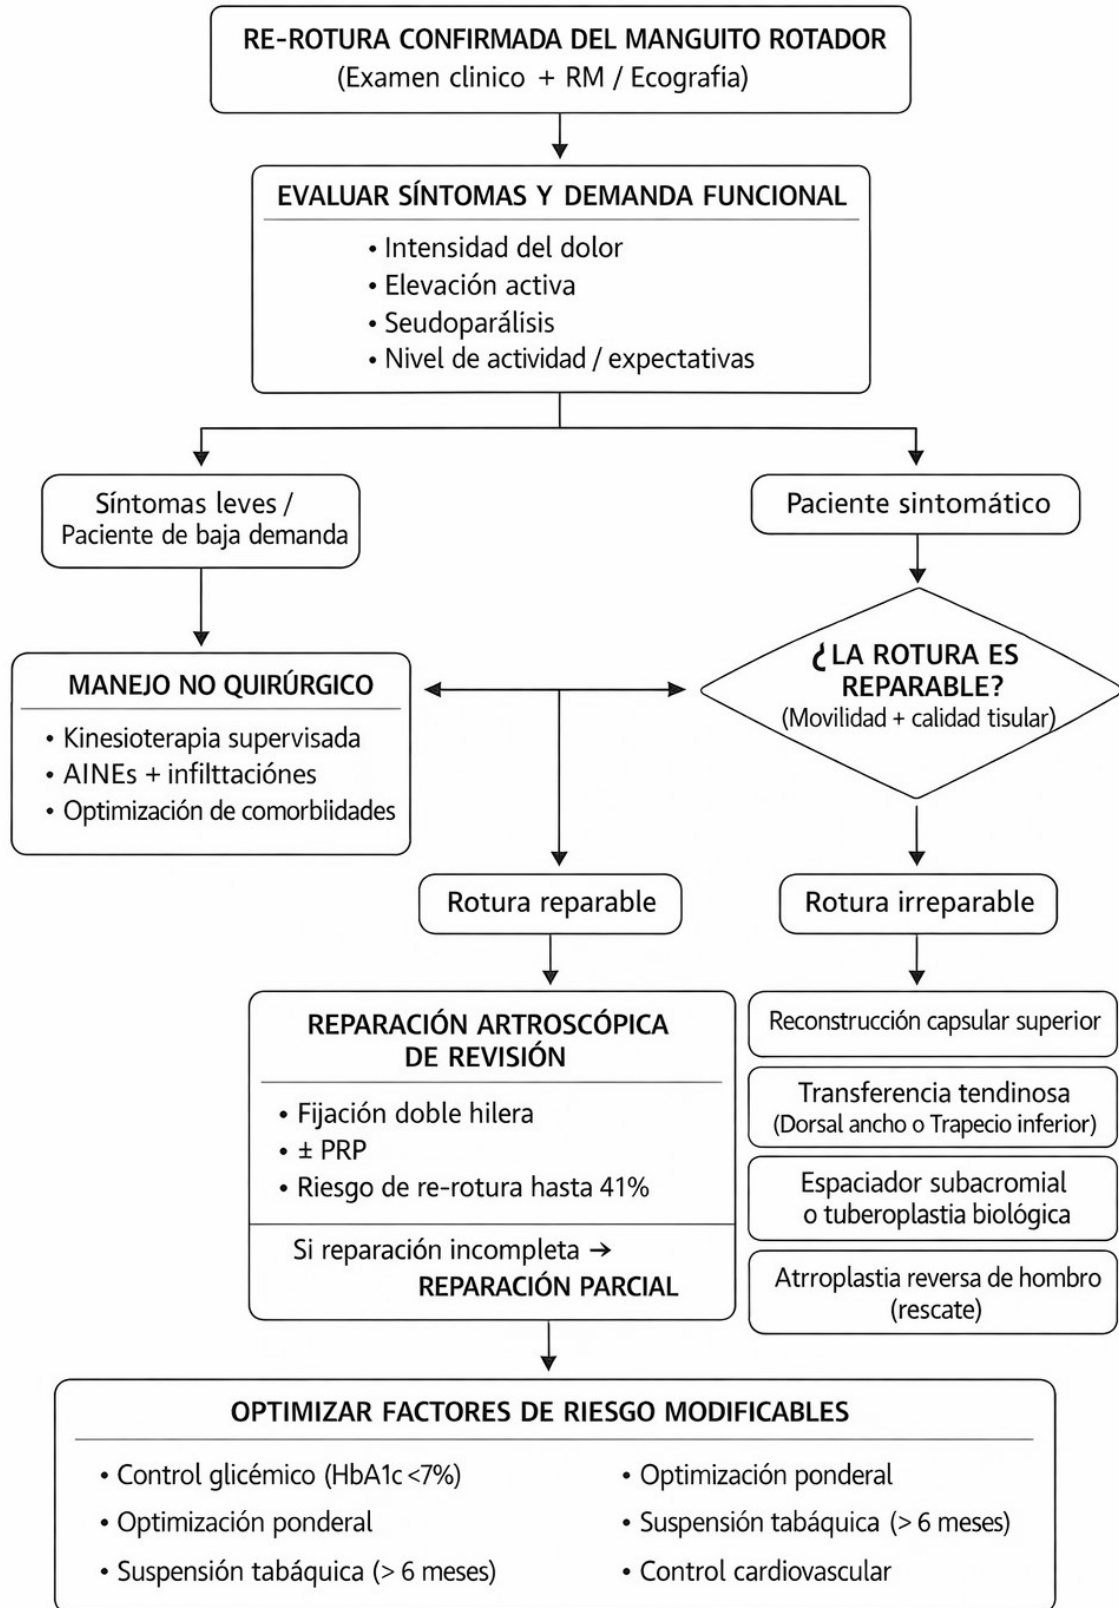 RE-ROTURA CONFIRMADA DEL MANGUITO ROTADOR
(Examen clinico + RM / Ecografía)
EVALUAR SÍNTOMAS Y DEMANDA FUNCIONAL
• Intensidad del dolor
• Elevación activa
• Seudoparálisis
• Nivel de actividad / expectativas
Síntomas leves /
Paciente de baja demanda
Paciente sintomático
MANEJO NO QUIRÚRGICO
• Kinesioterapia supervisada
• AINEs + infilttaciónes
• Optimización de comorblidades
¿LA ROTURA ES
REPARABLE?
(Movilidad + calidad tisular)
Rotura reparable
Rotura irreparable
REPARACIÓN ARTROSCÓPICA
DE REVISIÓN
• Fijación doble hilera
• ± PRP
• Riesgo de re-rotura hasta 41%
Si reparación incompleta →
REPARACIÓN PARCIAL
Reconstrucción capsular superior
Transferencia tendinosa
(Dorsal ancho o Trapecio inferior)
Espaciador subacromial
o tuberoplastia biológica
Atrroplastia reversa de hombro
(rescate)
OPTIMIZAR FACTORES DE RIESGO MODIFICABLES
• Control glicémico (HbA1c <7%)
• Optimización ponderal
• Suspensión tabáquica (> 6 meses)
• Optimización ponderal
• Suspensión tabáquica (> 6 meses)
• Control cardiovascular